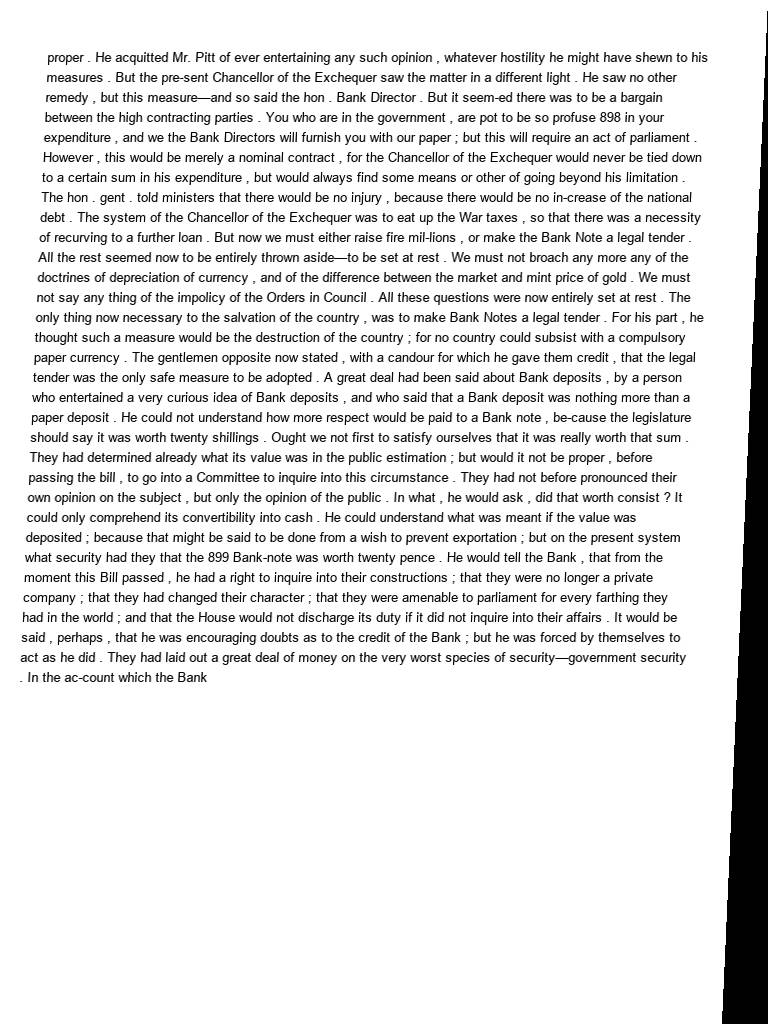 proper . He acquitted Mr. Pitt of ever entertaining any such opinion , whatever hostility he might have shewn to his
measures . But the pre-sent Chancellor of the Exchequer saw the matter in a different light . He saw no other
remedy , but this measure—and so said the hon . Bank Director . But it seem-ed there was to be a bargain
between the high contracting parties . You who are in the government , are pot to be so profuse 898 in your
expenditure , and we the Bank Directors will furnish you with our paper ; but this will require an act of parliament .
However , this would be merely a nominal contract , for the Chancellor of the Exchequer would never be tied down
to a certain sum in his expenditure , but would always find some means or other of going beyond his limitation .
The hon . gent . told ministers that there would be no injury , because there would be no in-crease of the national
debt . The system of the Chancellor of the Exchequer was to eat up the War taxes , so that there was a necessity
of recurving to a further loan . But now we must either raise fire mil-lions , or make the Bank Note a legal tender .
All the rest seemed now to be entirely thrown aside—to be set at rest . We must not broach any more any of the
doctrines of depreciation of currency , and of the difference between the market and mint price of gold . We must
not say any thing of the impolicy of the Orders in Council . All these questions were now entirely set at rest . The
only thing now necessary to the salvation of the country , was to make Bank Notes a legal tender . For his part , he
thought such a measure would be the destruction of the country ; for no country could subsist with a compulsory
paper currency . The gentlemen opposite now stated , with a candour for which he gave them credit , that the legal
tender was the only safe measure to be adopted . A great deal had been said about Bank deposits , by a person
who entertained a very curious idea of Bank deposits , and who said that a Bank deposit was nothing more than a
paper deposit . He could not understand how more respect would be paid to a Bank note , be-cause the legislature
should say it was worth twenty shillings . Ought we not first to satisfy ourselves that it was really worth that sum .
They had determined already what its value was in the public estimation ; but would it not be proper , before
passing the bill , to go into a Committee to inquire into this circumstance . They had not before pronounced their
own opinion on the subject , but only the opinion of the public . In what , he would ask , did that worth consist ? It
could only comprehend its convertibility into cash . He could understand what was meant if the value was
deposited ; because that might be said to be done from a wish to prevent exportation ; but on the present system
what security had they that the 899 Bank-note was worth twenty pence . He would tell the Bank , that from the
moment this Bill passed , he had a right to inquire into their constructions ; that they were no longer a private
company ; that they had changed their character ; that they were amenable to parliament for every farthing they
had in the world ; and that the House would not discharge its duty if it did not inquire into their affairs . It would be
said , perhaps , that he was encouraging doubts as to the credit of the Bank ; but he was forced by themselves to
act as he did . They had laid out a great deal of money on the very worst species of security—government security
. In the ac-count which the Bank